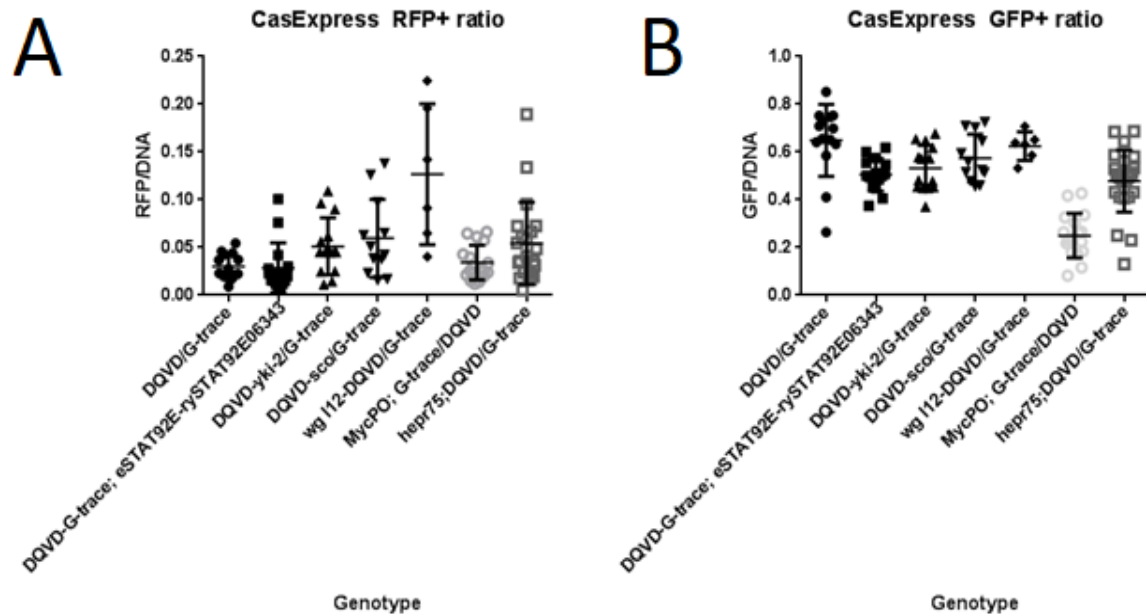 A
CasExpress RFP+ ratio
RFP/DNA
0.25
0.20
0.15
0.10
0.05
0.00
DQVD/G-trace
DQVD-G-trace; eSTAT92E-rySTAT92E06343
DQVD-yki-2/G-trace
DQVD-sco/G-trace
wg l12-DQVD/G-trace
MycPO; G-trace/DQVD
hepr75;DQVD/G-trace
Genotype
B
CasExpress GFP+ ratio
GFP/DNA
1.0
0.8
0.6
0.4
0.2
0.0
DQVD/G-trace
DQVD-G-trace; eSTAT92E-rySTAT92E06343
DQVD-yki-2/G-trace
DQVD-sco/G-trace
wg l12-DQVD/G-trace
MycPO; G-trace/DQVD
hepr75;DQVD/G-trace
Genotype